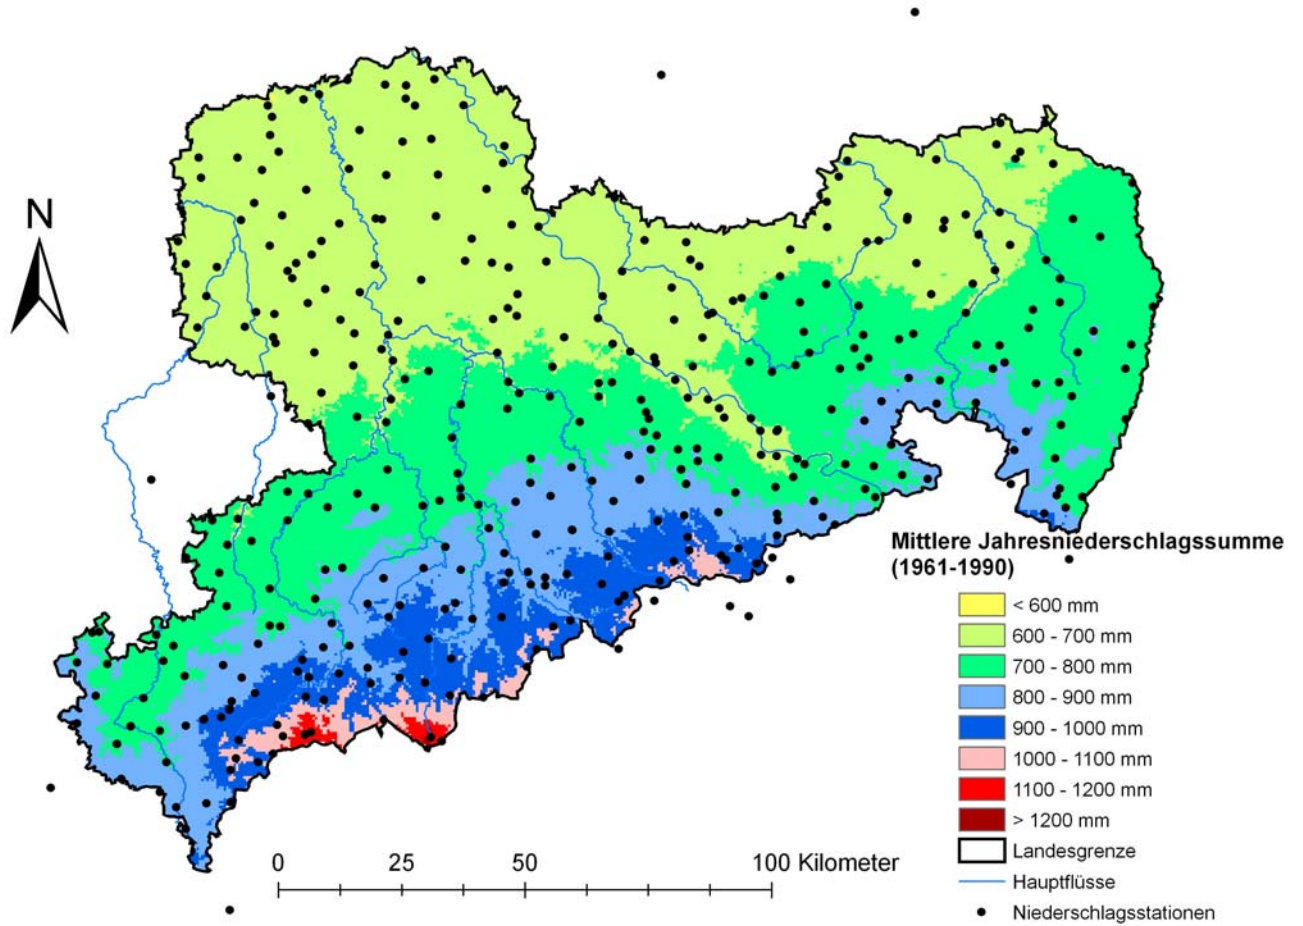 N
Mittlere Jahresniederschlagssumme
(1961-1990)
< 600 mm
600 - 700 mm
700 - 800 mm
800 - 900 mm
900 - 1000 mm
1000 - 1100 mm
1100 - 1200 mm
> 1200 mm
Landesgrenze
Hauptflüsse
Niederschlagsstationen
0 25 50 100 Kilometer